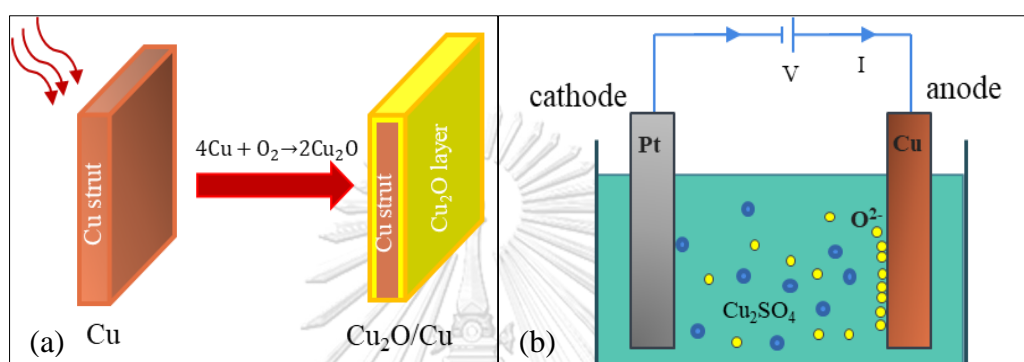 4Cu + O₂→2Cu₂O
Cu strut
Cu strut
Cu₂O layer
(a)
Cu
Cu₂O/Cu
V
I
cathode
anode
Pt
Cu
O²⁻
Cu₂SO₄
(b)